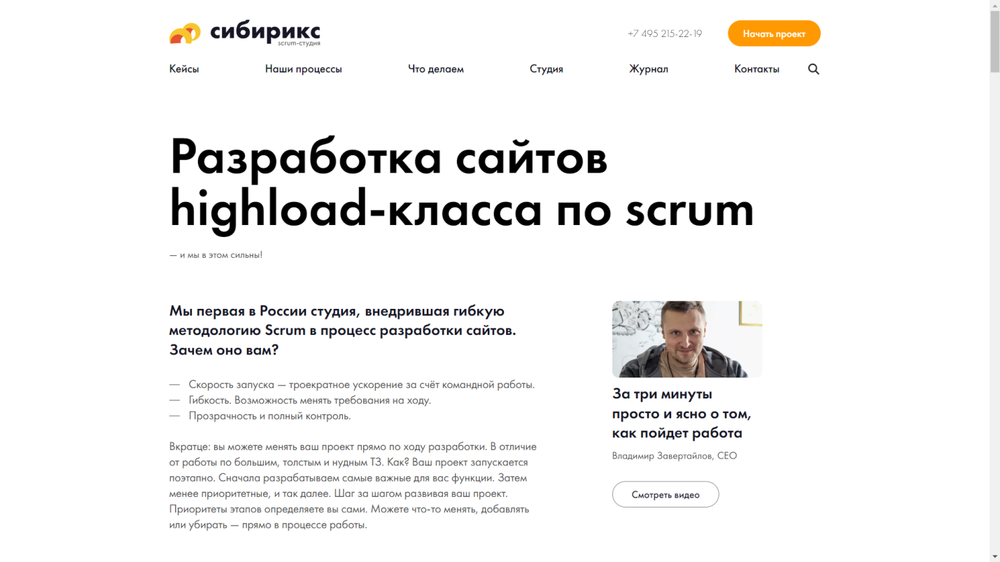 сибирикс
scrum-студия
+7 495 215-22-19
Начать проект
Кейсы
Наши процессы
Что делаем
Студия
Журнал
Контакты
Разработка сайтов
highload-класса по scrum
— и мы в этом сильны!
Мы первая в России студия, внедрившая гибкую
методологию Scrum в процесс разработки сайтов.
Зачем оно вам?
— Скорость запуска — троекратное ускорение за счёт командной работы.
— Гибкость. Возможность менять требования на ходу.
— Прозрачность и полный контроль.
Вкратце: вы можете менять ваш проект прямо по ходу разработки. В отличие
от работы по большим, толстым и нудным ТЗ. Как? Ваш проект запускается
поэтапно. Сначала разрабатываем самые важные для вас функции. Затем
менее приоритетные, и так далее. Шаг за шагом развивая ваш проект.
Приоритеты этапов определяете вы сами. Можете что-то менять, добавлять
или убирать — прямо в процессе работы.
За три минуты
просто и ясно о том,
как пойдет работа
Владимир Завертайлов, CEO
Смотреть видео